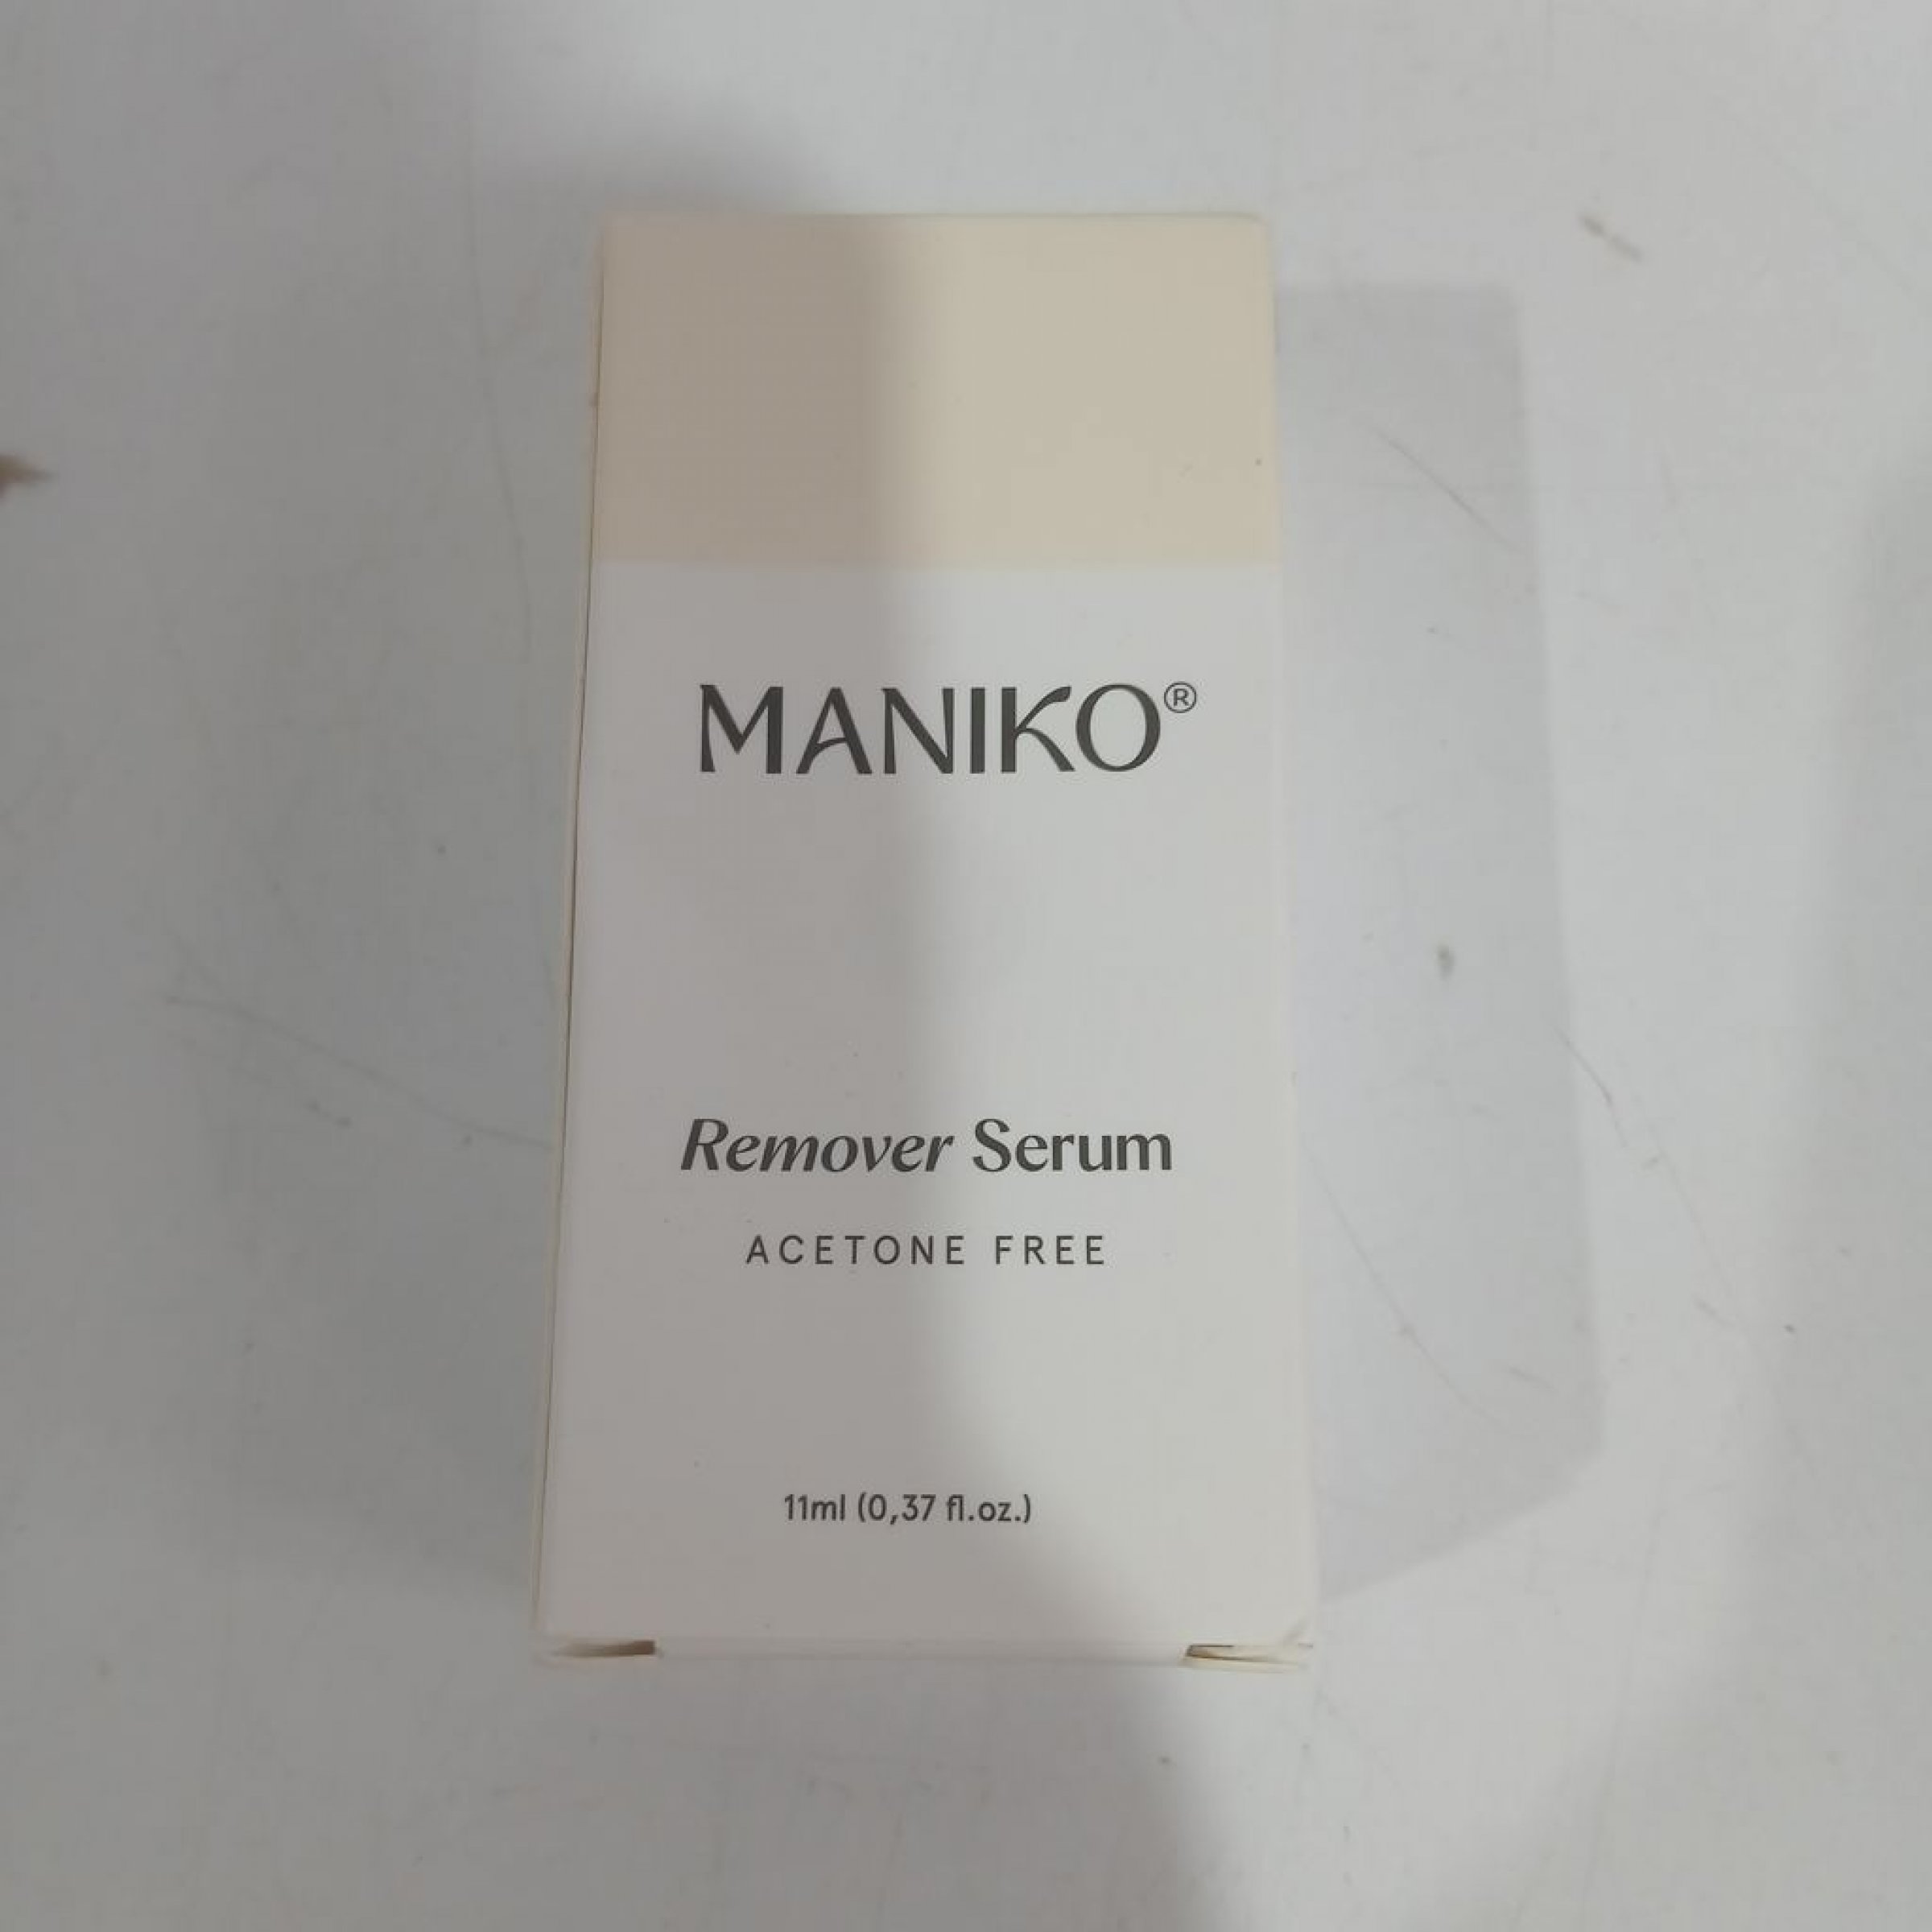 MANIKO®
Remover Serum
ACETONE FREE
11ml (0,37 fl.oz.)